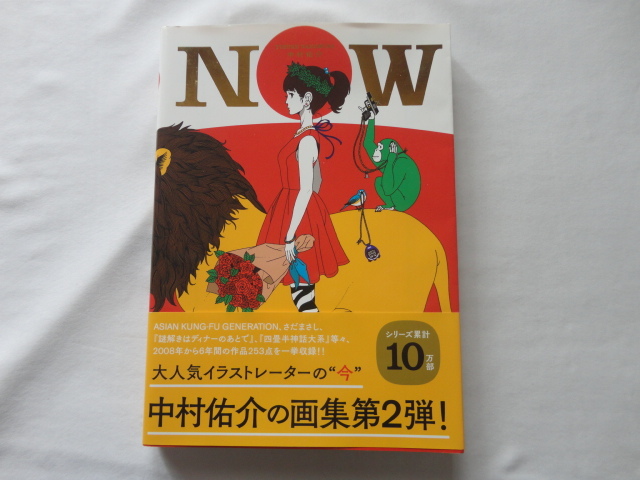 NOW
ASIAN KUNG-FU GENERATION、さだまさし、
『謎解きはディナーのあとで』、『四畳半神話大系』等々、
2008年から6年間の作品253点を一挙収録!!
シリーズ累計
10万部
大人気イラストレーターの“今”
中村佑介の画集第2弾!